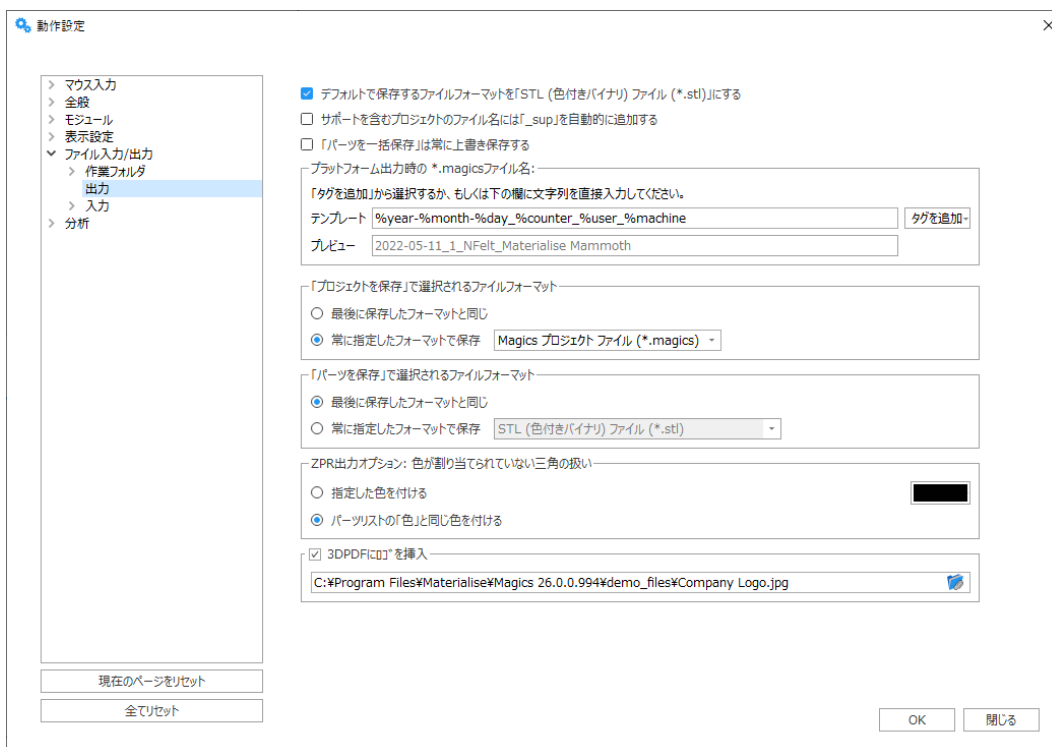 動作設定
マウス入力
全般
モジュール
表示設定
ファイル入力/出力
作業フォルダ
出力
入力
分析
現在のページをリセット
全てリセット
デフォルトで保存するファイルフォーマットを「STL (色付きバイナリ) ファイル (*.stl)」にする
サポートを含むプロジェクトのファイル名には「_sup」を自動的に追加する
「パーツを一括保存」は常に上書き保存する
プラットフォーム出力時の *.magicsファイル名:
「タグを追加」から選択するか、もしくは下の欄に文字列を直接入力してください。
テンプレート %year-%month-%day_%counter_%user_%machine タグを追加
プレビュー 2022-05-11_1_NFelt_Materialise Mammoth
「プロジェクトを保存」で選択されるファイルフォーマット
最後に保存したフォーマットと同じ
常に指定したフォーマットで保存 Magics プロジェクト ファイル (*.magics)
「パーツを保存」で選択されるファイルフォーマット
最後に保存したフォーマットと同じ
常に指定したフォーマットで保存 STL (色付きバイナリ) ファイル (*.stl)
ZPR出力オプション: 色が割り当てられていない三角の扱い
指定した色を付ける
パーツリストの「色」と同じ色を付ける
3DPDFにﾛｺﾞを挿入
C:¥Program Files¥Materialise¥Magics 26.0.0.994¥demo_files¥Company Logo.jpg
OK 閉じる